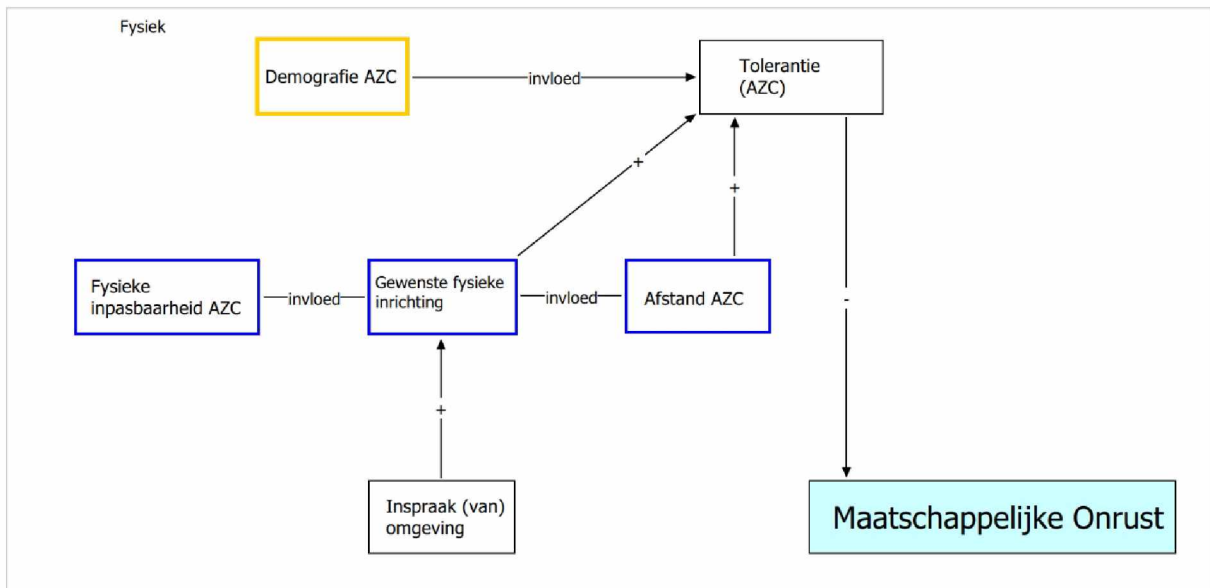 Fysiek
Demografie AZC
invloed
Tolerantie
(AZC)
+
+
Fysieke
inpasbaarheid AZC
invloed
Gewenste fysieke
inrichting
invloed
Afstand AZC
-
+
Inspraak (van)
omgeving
Maatschappelijke Onrust